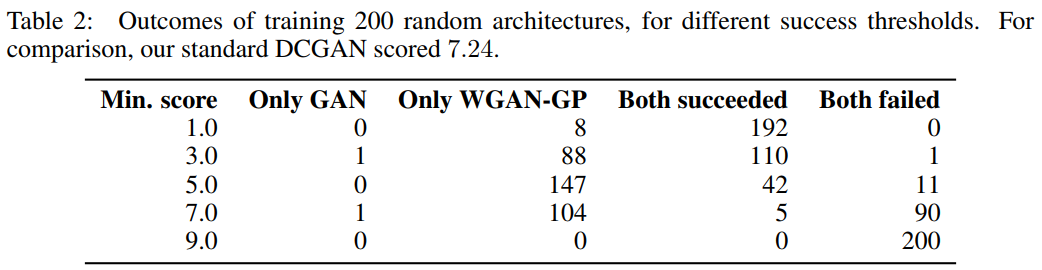 Table 2: Outcomes of training 200 random architectures, for different success thresholds. For
comparison, our standard DCGAN scored 7.24.
Min. score Only GAN Only WGAN-GP Both succeeded Both failed
1.0 0 8 192 0
3.0 1 88 110 1
5.0 0 147 42 11
7.0 1 104 5 90
9.0 0 0 0 200